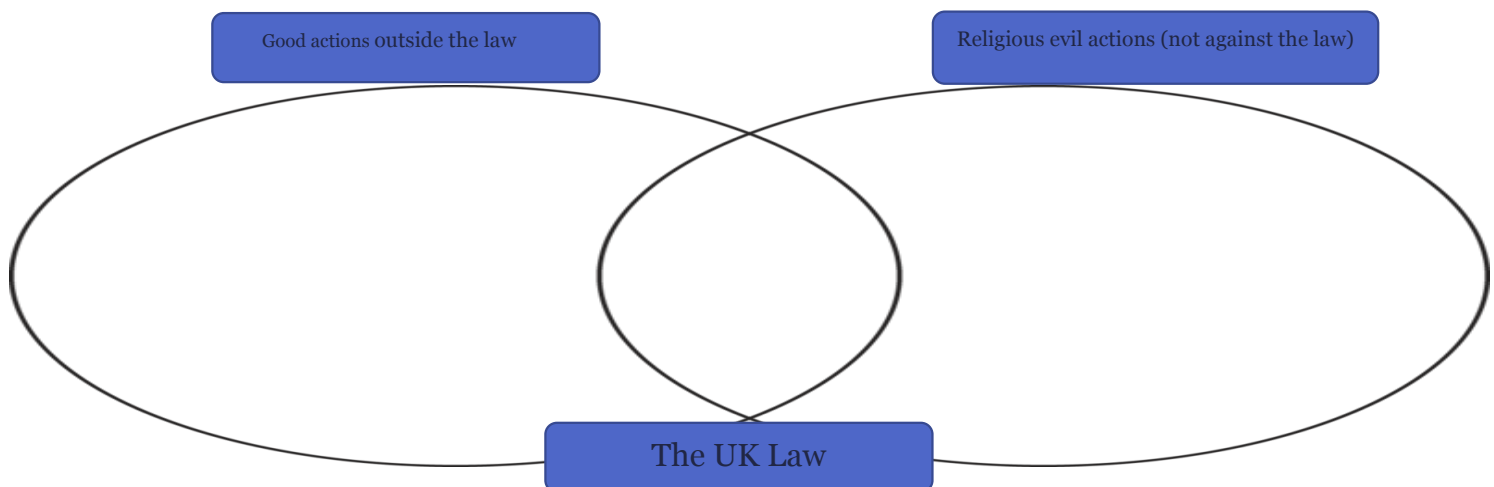 Good actions outside the law
Religious evil actions (not against the law)
The UK Law